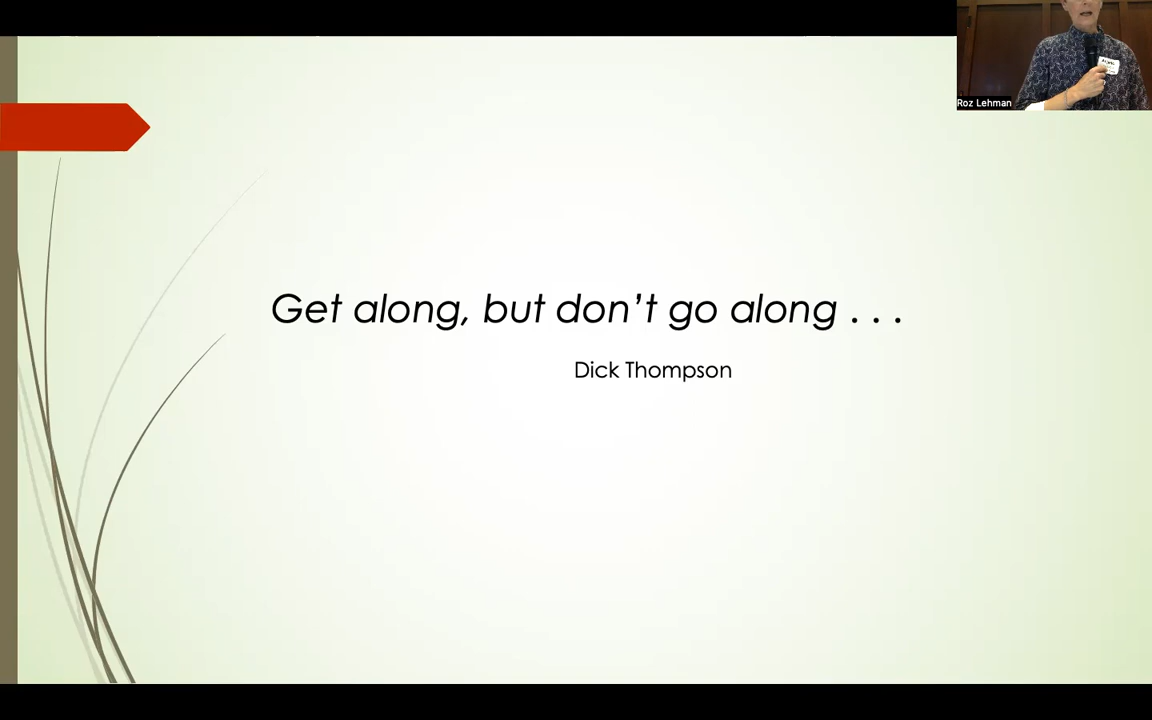 Roz Lehman
Get along, but don’t go along . . .
Dick Thompson